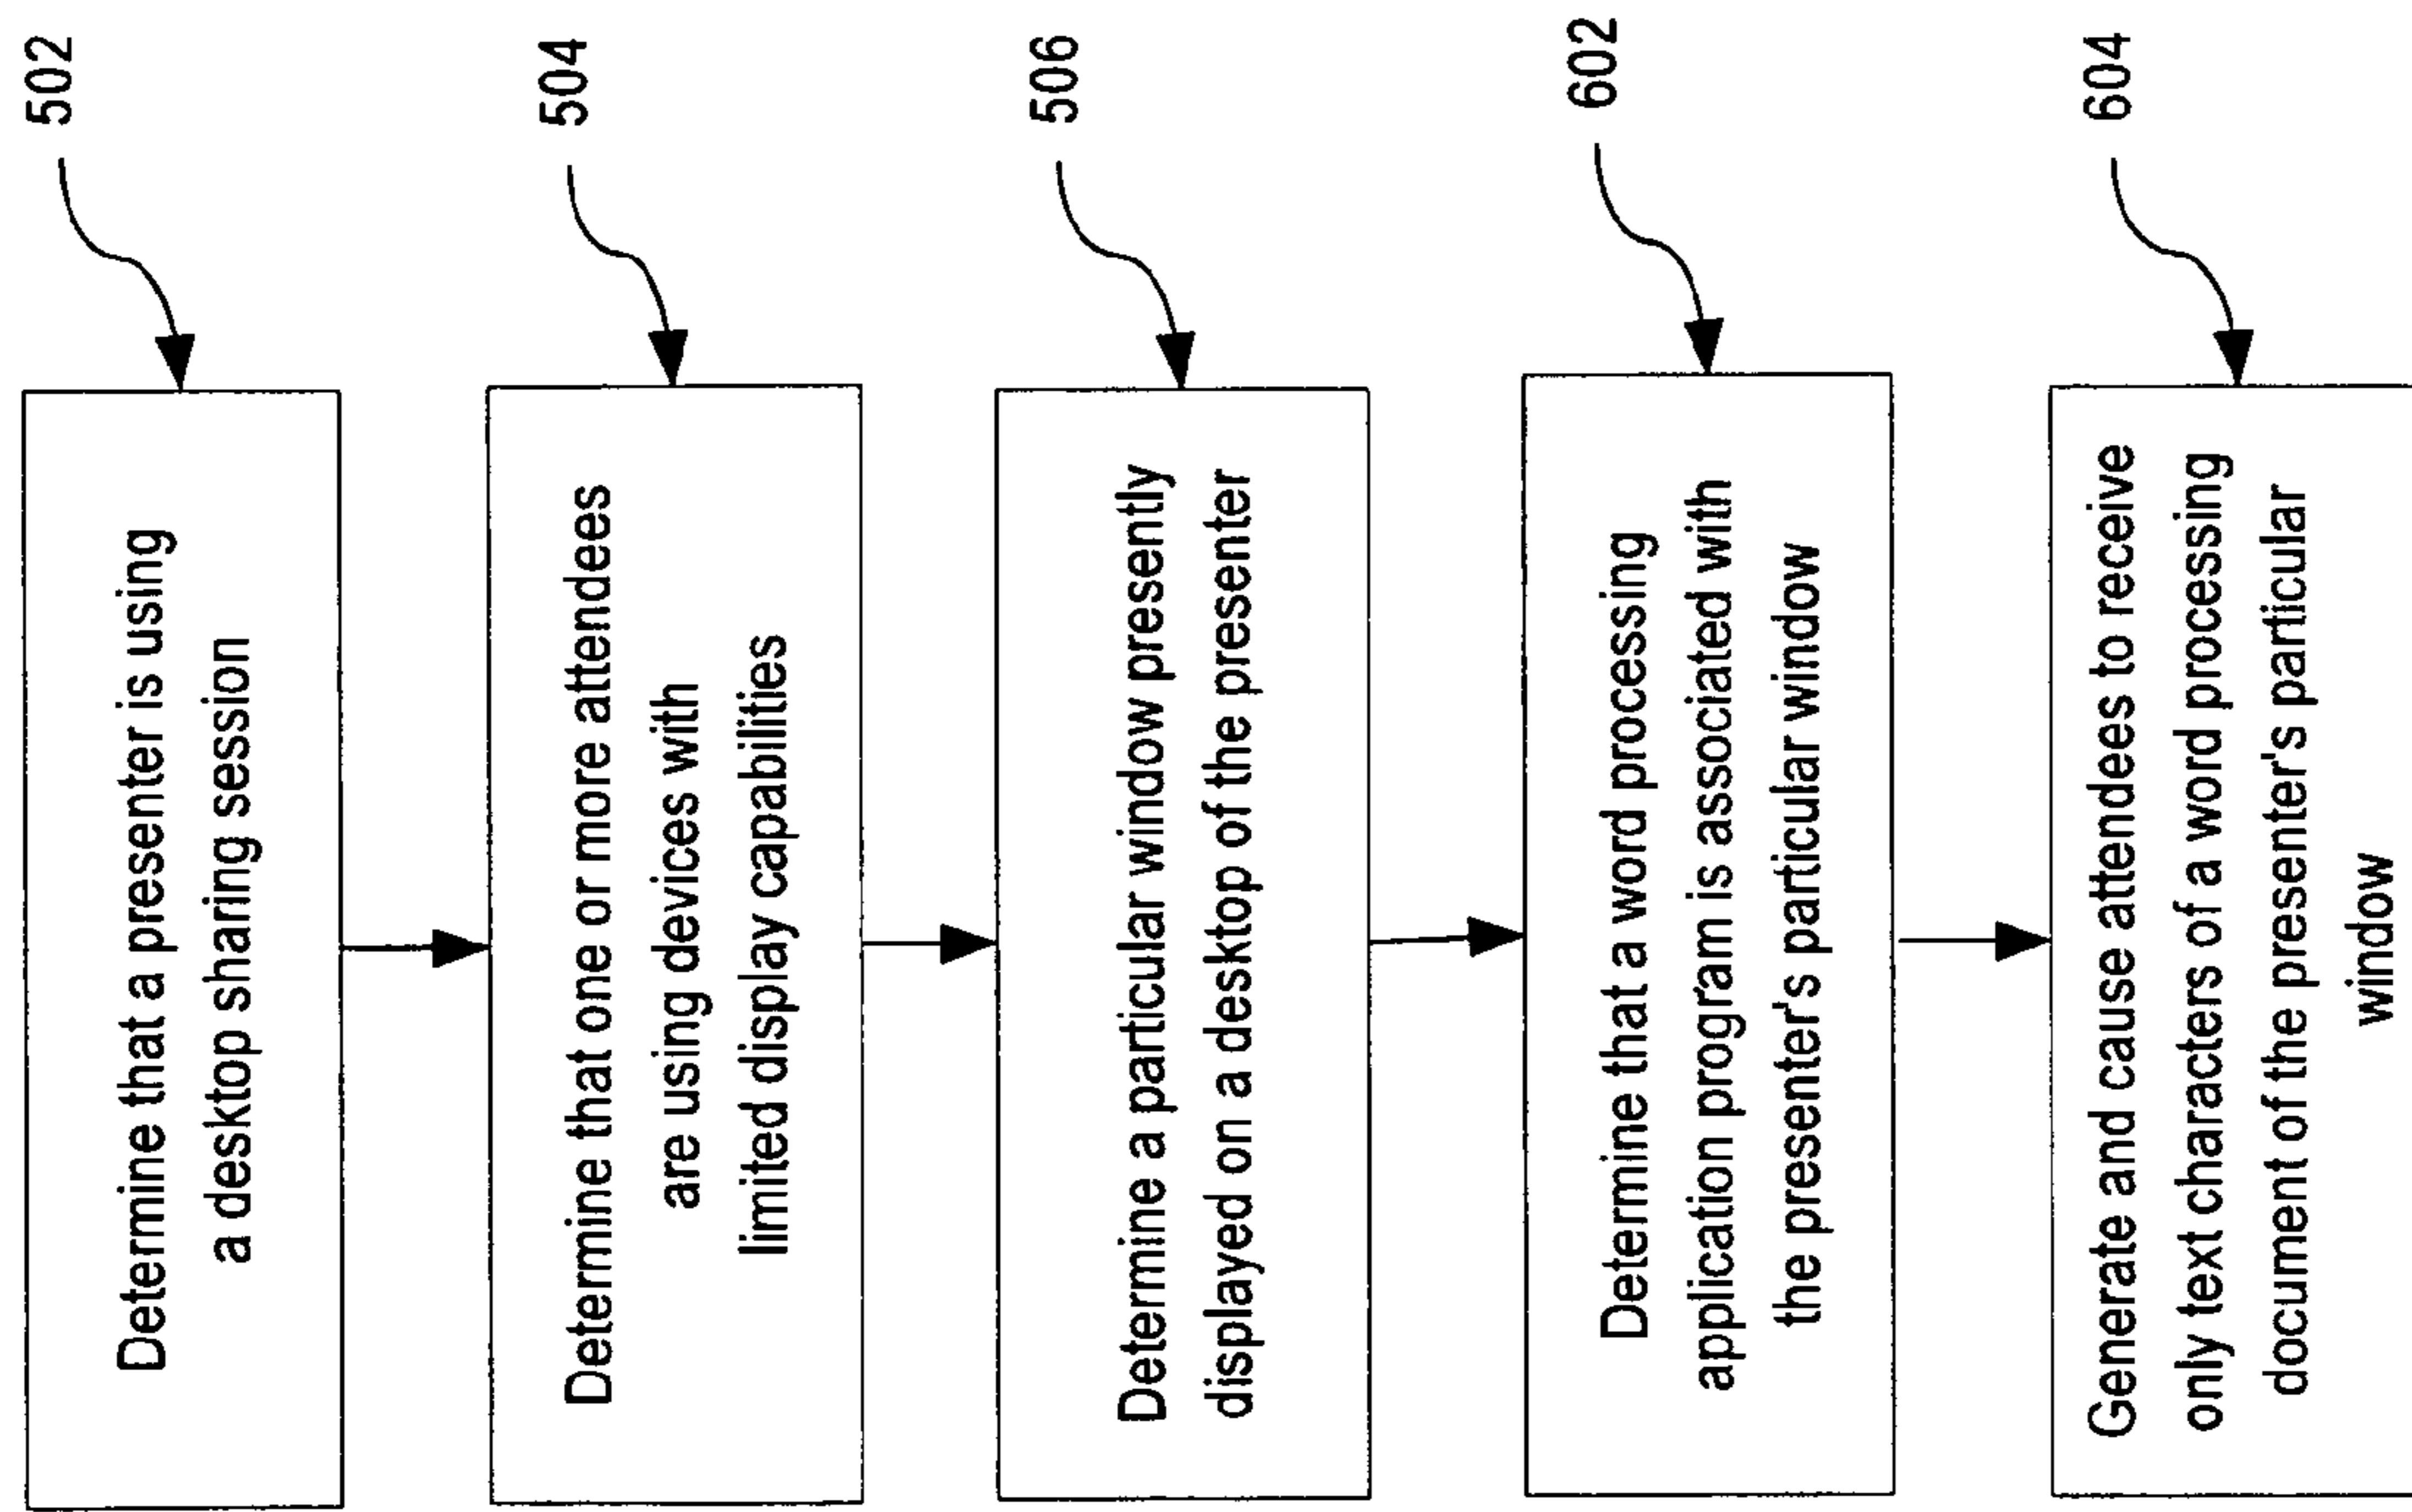 Determine that a presenter is using
a desktop sharing session
502
Determine that one or more attendees
are using devices with
limited display capabilities
504
Determine a particular window presently
displayed on a desktop of the presenter
506
Determine that a word processing
application program is associated with
the presenter's particular window
602
Generate and cause attendees to receive
only text characters of a word processing
document of the presenter's particular
window
604